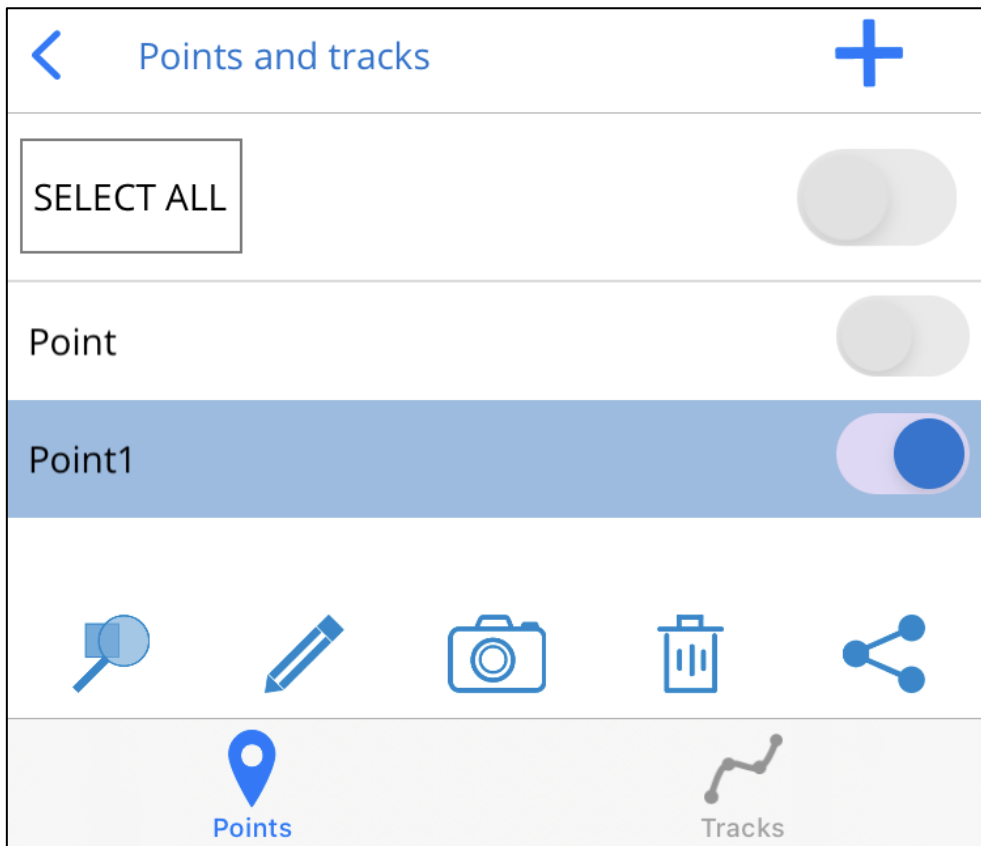 Points and tracks
SELECT ALL
Point
Point1
Points
Tracks